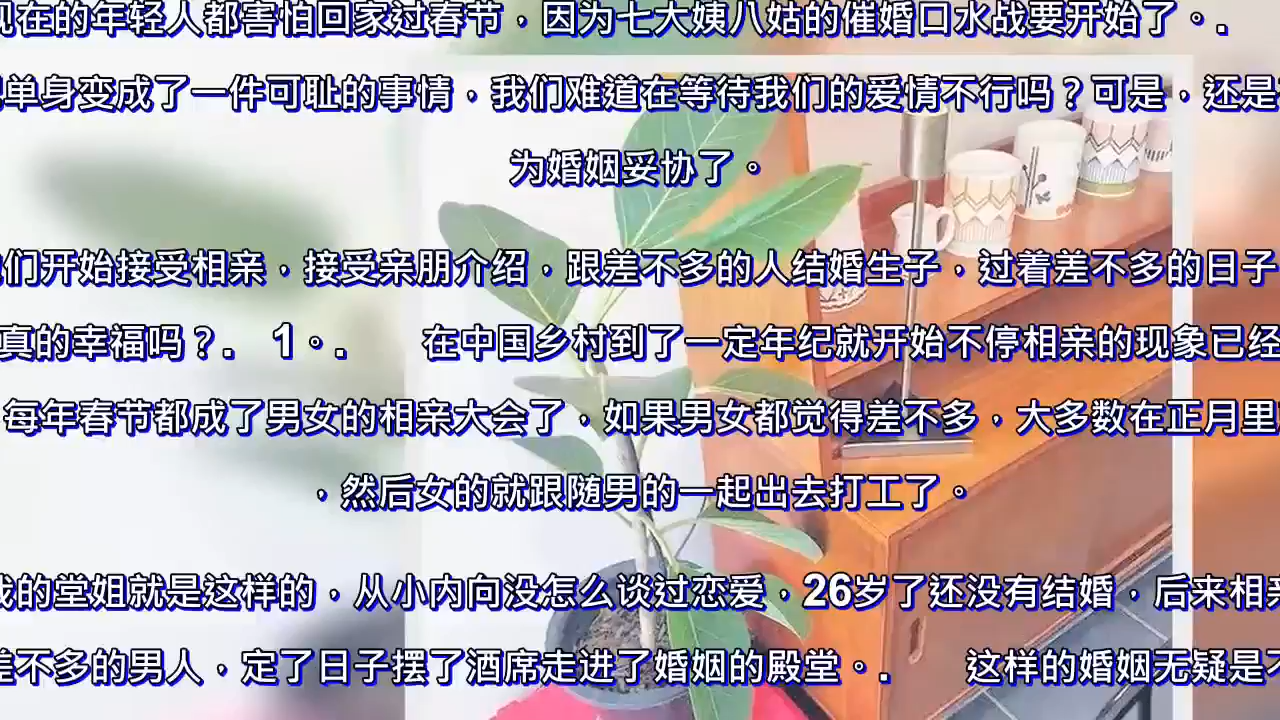 现在的年轻人都害怕回家过春节，因为七大姨八姑的催婚口水战要开始了。.
单身变成了一件可耻的事情，我们难道在等待我们的爱情不行吗？可是，还是
为婚姻妥协了。
们开始接受相亲，接受亲朋介绍，跟差不多的人结婚生子，过着差不多的日子
真的幸福吗？. 1。. 在中国乡村到了一定年纪就开始不停相亲的现象已经
每年春节都成了男女的相亲大会了，如果男女都觉得差不多，大多数在正月里
，然后女的就跟随男的一起出去打工了。
我的堂姐就是这样的，从小内向没怎么谈过恋爱，26岁了还没有结婚，后来相亲
差不多的男人，定了日子摆了酒席走进了婚姻的殿堂。. 这样的婚姻无疑是不